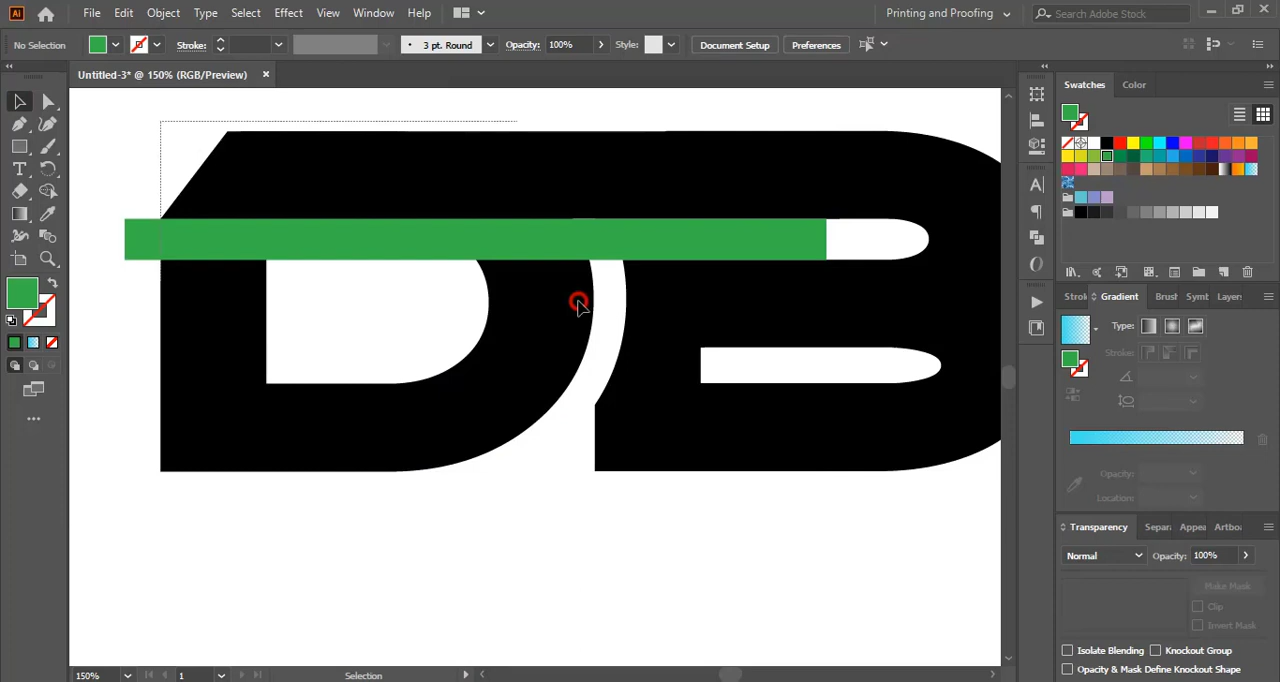 Ai File Edit Object Type Select Effect View Window Help Printing and Proofing Search Adobe Stock
No Selection Stroke: 3 pt. Round Opacity: 100% Style: Document Setup Preferences
Untitled-3* @ 150% (RGB/Preview)
Swatches Color
DB
Strok Gradient Brush Symb Layers
Type:
Stroke:
Opacity:
Location:
Transparency Separ Appea Artboa
Normal Opacity: 100%
Make Mask
Clip
Invert Mask
Isolate Blending Knockout Group
Opacity & Mask Define Knockout Shape
150% 1 Selection